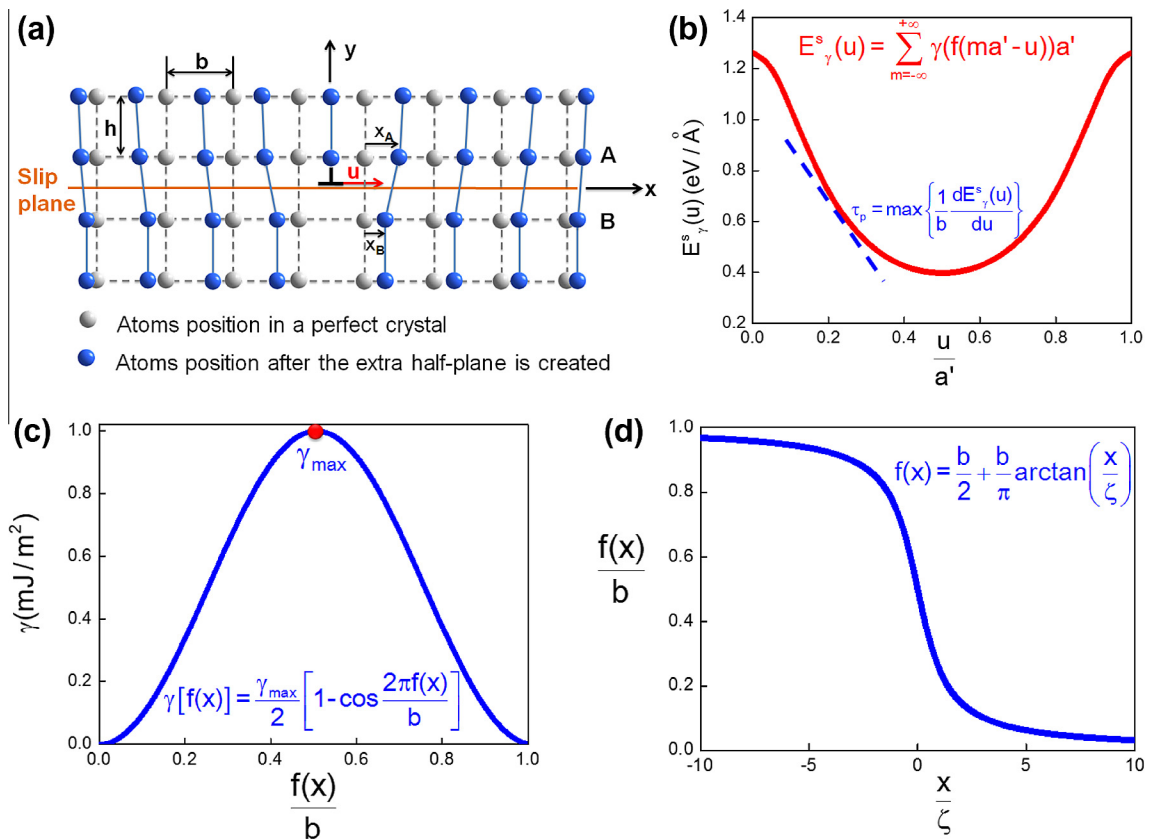 (a)
y
b
h
x_A
A
u
Slip
plane
x
B
x_B
Atoms position in a perfect crystal
Atoms position after the extra half-plane is created
(b)
E^s_γ(u) = ∑_{m=-∞}^{+∞} γ(f(ma'-u))a'
E^s_γ(u)(eV/Å)
1.4
1.2
1.0
0.8
0.6
0.4
0.2
τ_p = max{1/b dE^s_γ(u)/du}
0.0 0.2 0.4 0.6 0.8 1.0
u/a'
(c)
γ(mJ/m²)
1.0
0.8
0.6
0.4
0.2
0.0
γ_max
γ[f(x)] = γ_max/2 [1-cos 2πf(x)/b]
0.0 0.2 0.4 0.6 0.8 1.0
f(x)/b
(d)
f(x)/b
1.0
0.8
0.6
0.4
0.2
0.0
f(x) = b/2 + b/π arctan(x/ζ)
-10 -5 0 5 10
x/ζ